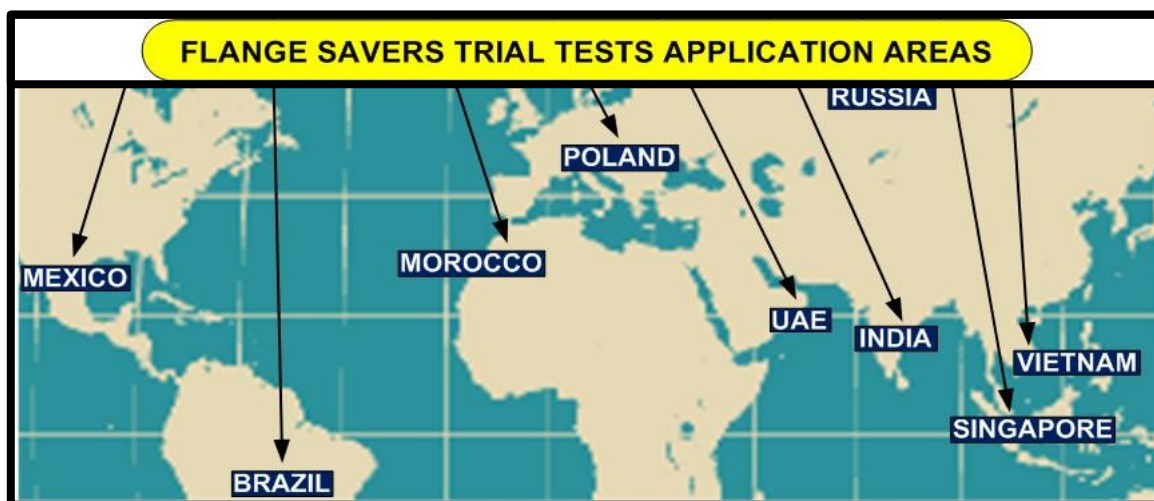 FLANGE SAVERS TRIAL TESTS APPLICATION AREAS
RUSSIA
POLAND
MOROCCO
MEXICO
UAE
INDIA
VIETNAM
SINGAPORE
BRAZIL